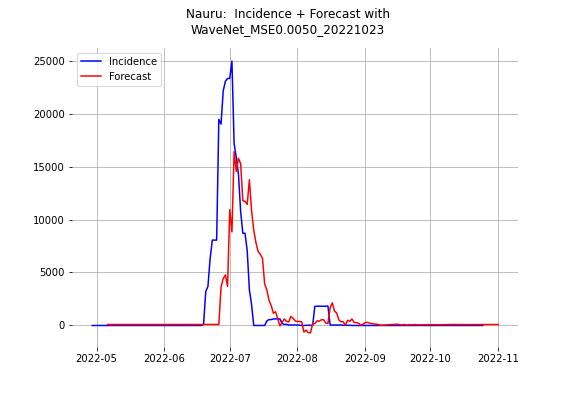 Nauru:  Incidence + Forecast with
WaveNet_MSE0.0050_20221023
Incidence
Forecast
25000
20000
15000
10000
5000
0
2022-05 2022-06 2022-07 2022-08 2022-09 2022-10 2022-11